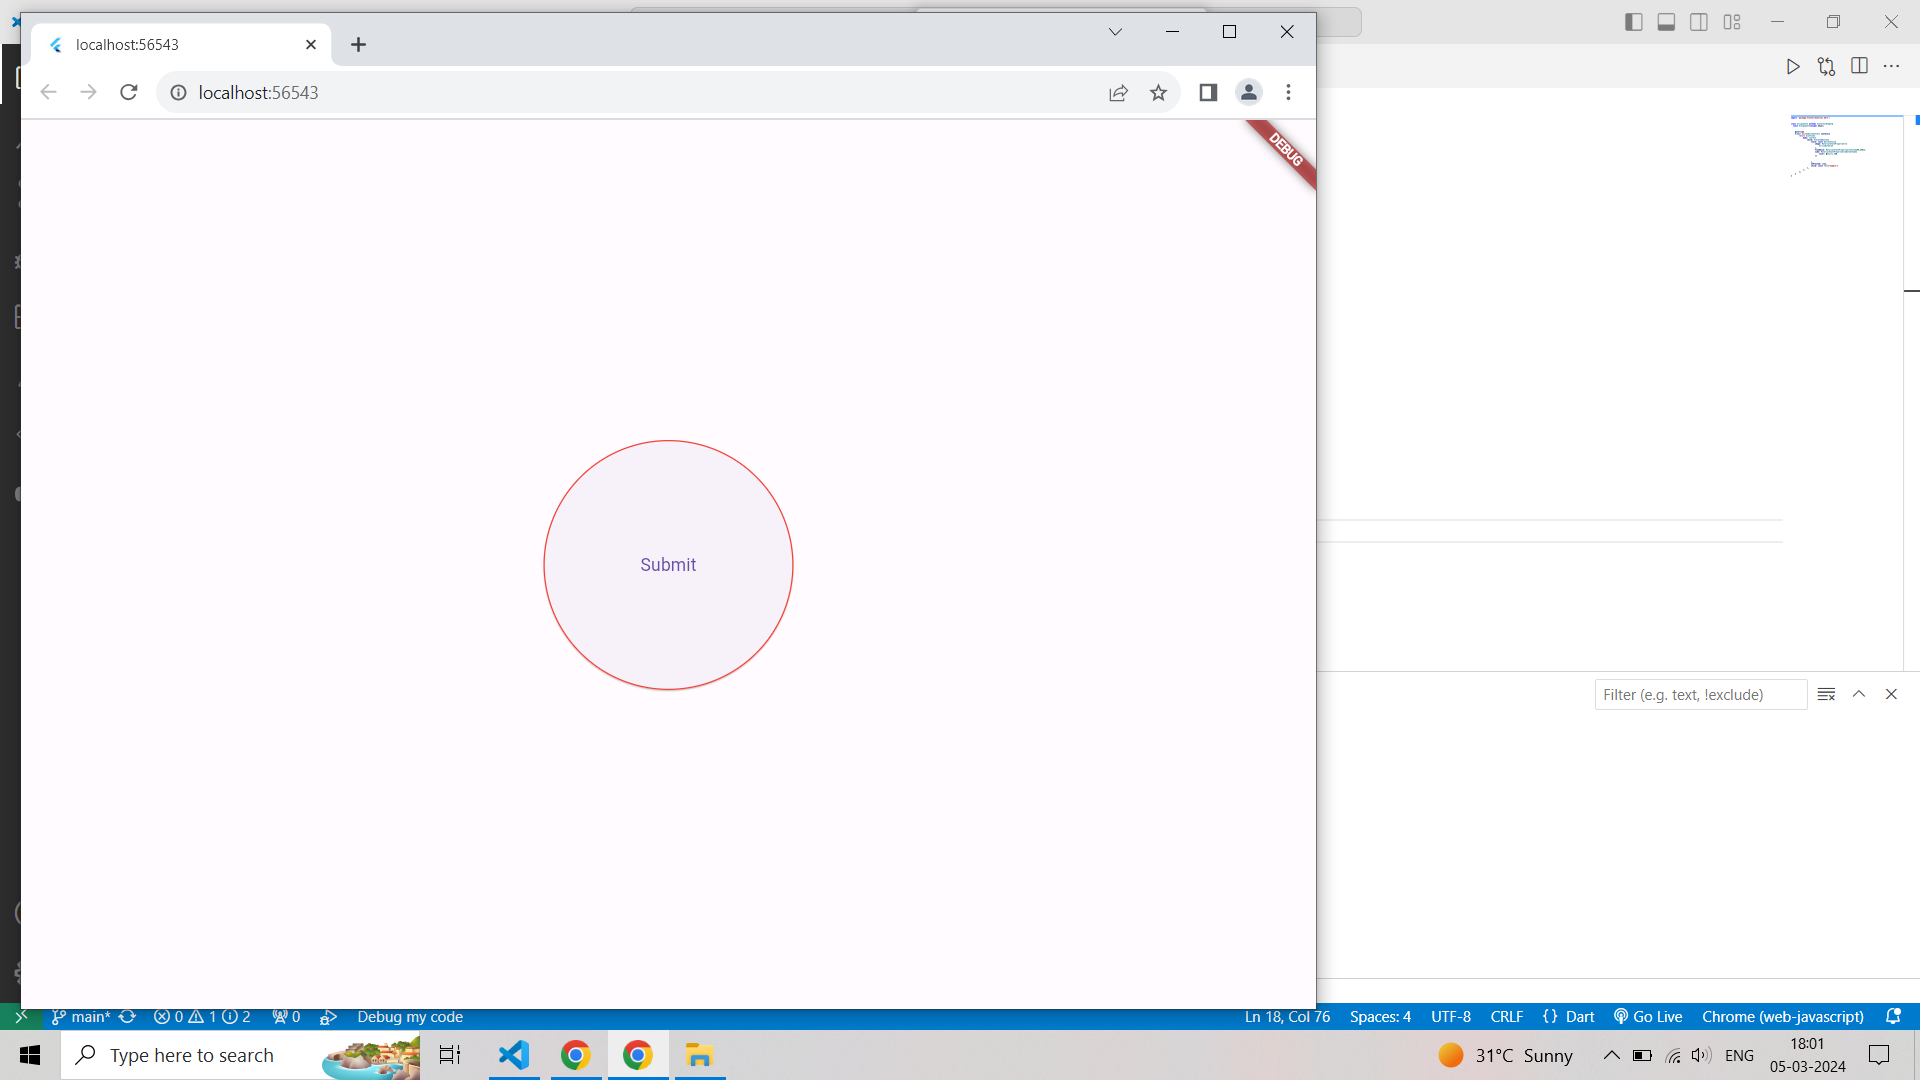 localhost:56543
localhost:56543
DEBUG
Submit
Filter (e.g. text, !exclude)
main* 0 1 2 0 Debug my code Ln 18, Col 76 Spaces: 4 UTF-8 CRLF {} Dart Go Live Chrome (web-javascript)
Type here to search 31°C Sunny ENG 18:01
05-03-2024